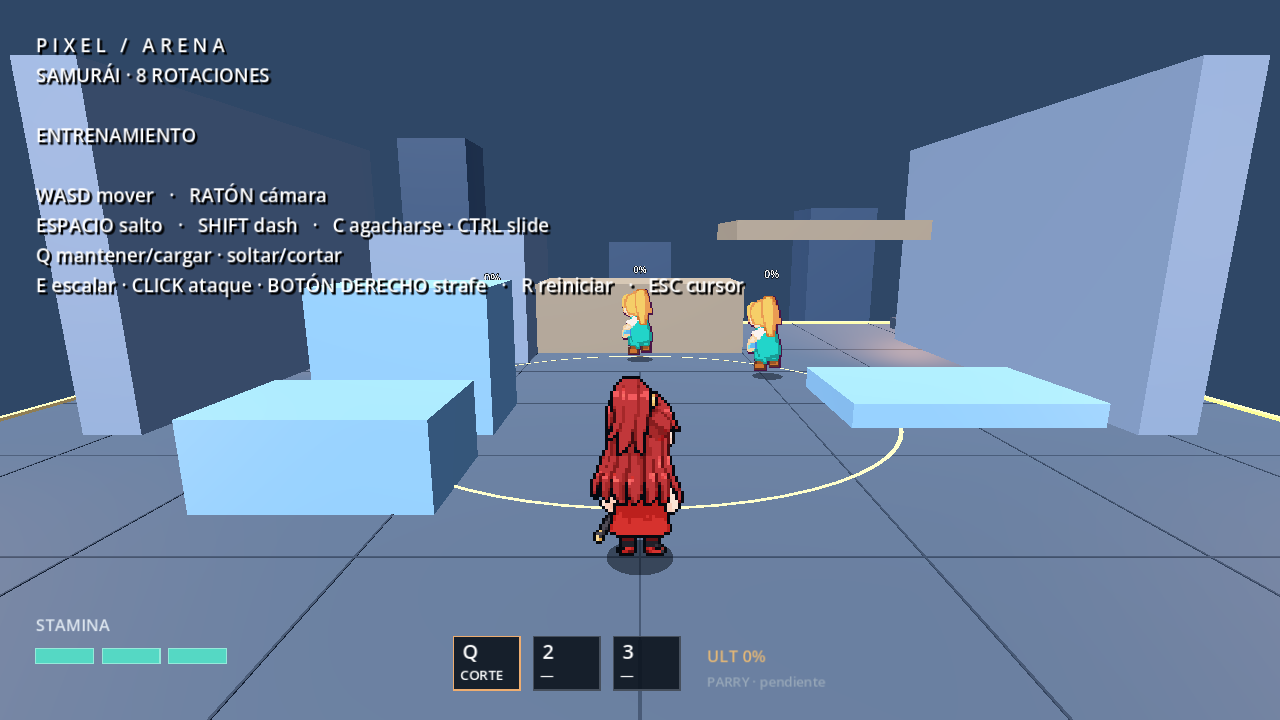 PIXEL / ARENA
SAMURÁI · 8 ROTACIONES
ENTRENAMIENTO
WASD mover · RATÓN cámara
ESPACIO salto · SHIFT dash · C agacharse · CTRL slide
Q mantener/cargar · soltar/cortar
E escalar · CLICK ataque · BOTÓN DERECHO strafe · R reiniciar · ESC cursor
0%
0%
0%
STAMINA
Q
CORTE
2
—
3
—
ULT 0%
PARRY · pendiente